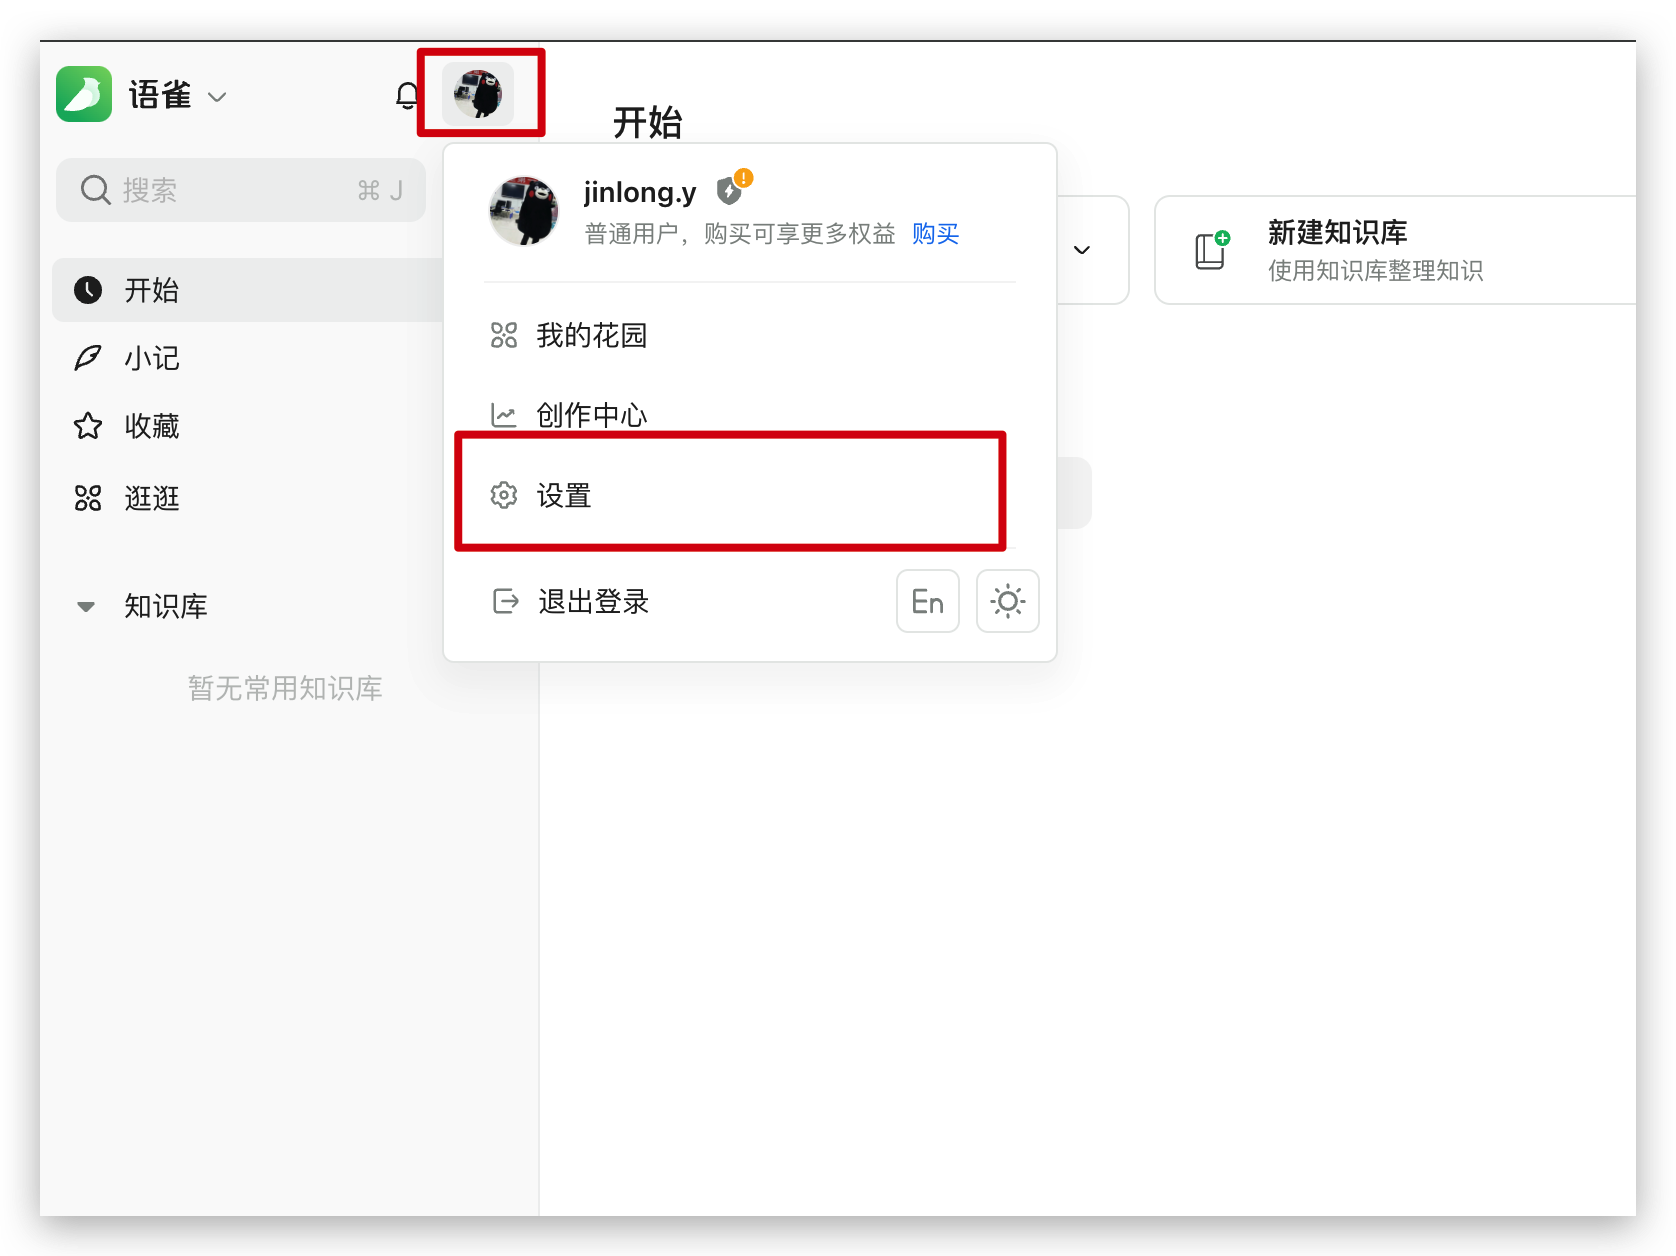 语雀
搜索 ⌘ J
开始
小记
收藏
逛逛
知识库
暂无常用知识库
开始
jinlong.y
普通用户，购买可享更多权益 购买
我的花园
创作中心
设置
退出登录 En
新建知识库
使用知识库整理知识